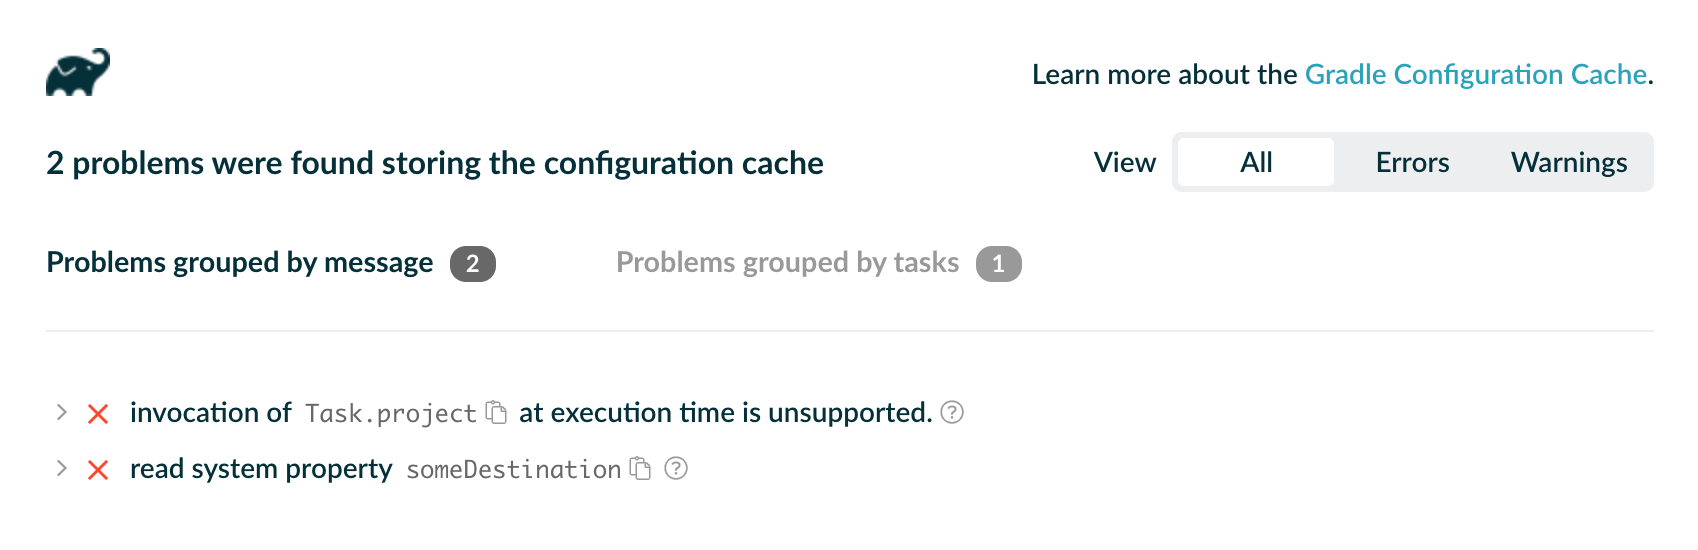 Learn more about the Gradle Configuration Cache.
2 problems were found storing the configuration cache
View All Errors Warnings
Problems grouped by message 2 Problems grouped by tasks 1
invocation of Task.project at execution time is unsupported. ?
read system property someDestination ?